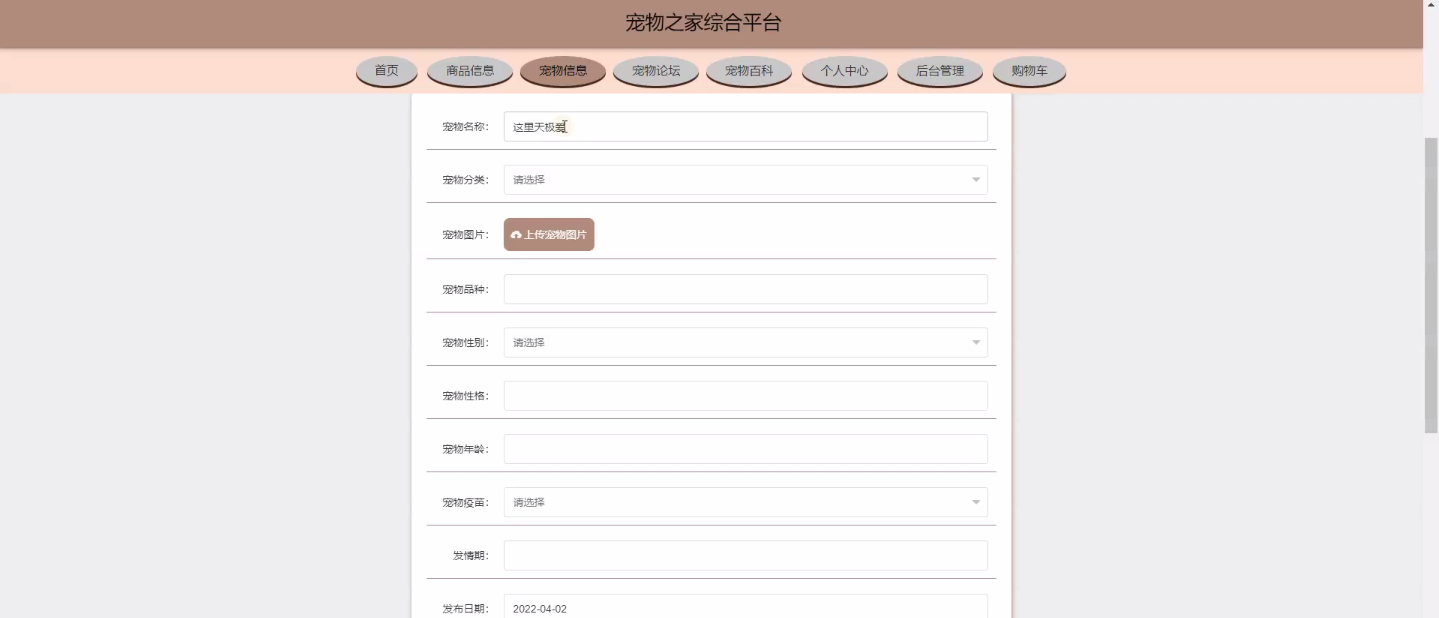 宠物之家综合平台
首页 商品信息 宠物信息 宠物论坛 宠物百科 个人中心 后台管理 购物车
宠物名称： 这里天极爱
宠物分类： 请选择
宠物图片： 上传宠物图片
宠物品种：
宠物性别： 请选择
宠物性格：
宠物年龄：
宠物疫苗： 请选择
发情期：
发布日期： 2022-04-02